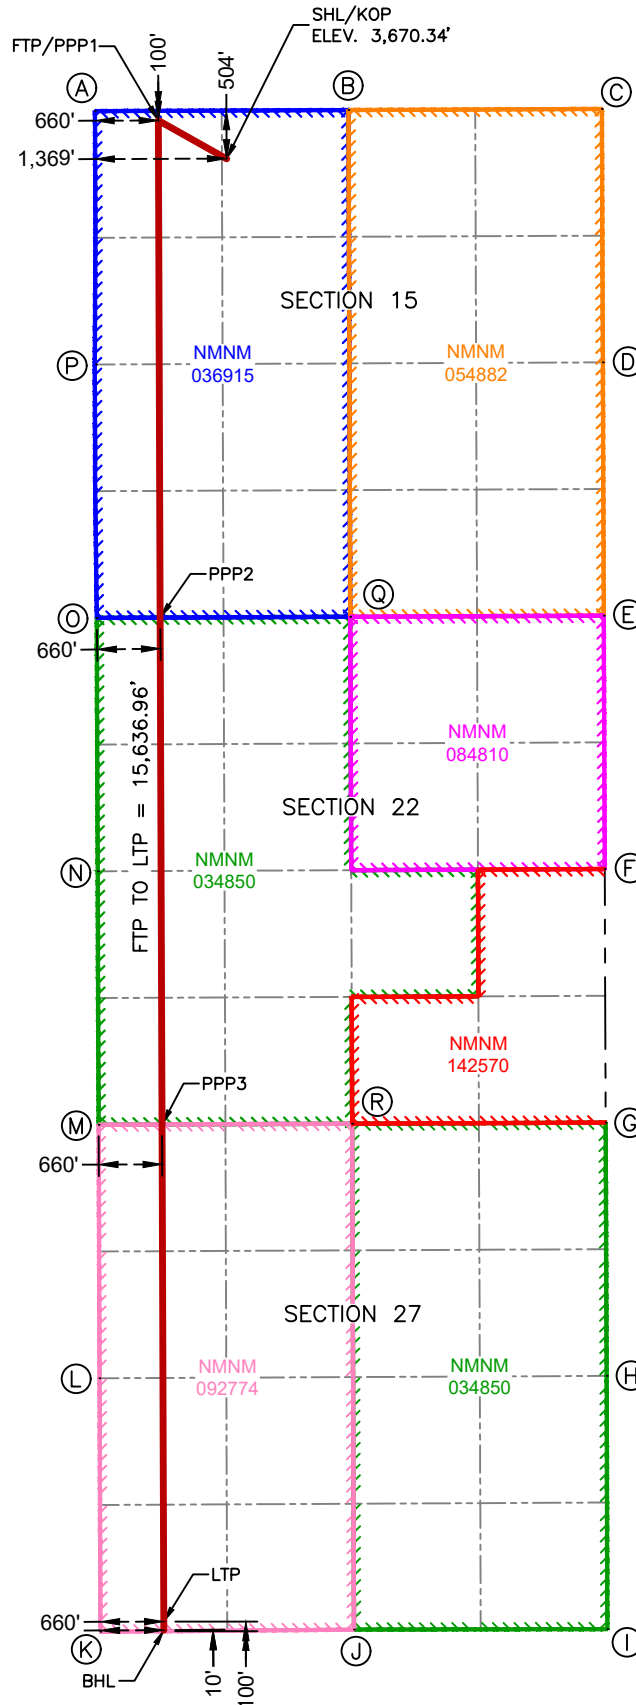 SHL/KOP
ELEV. 3,670.34'
FTP/PPP1
100'
504'
A
B
C
660'
1,369'
SECTION 15
NMNM
036915
NMNM
054882
P
D
PPP2
Q
O
E
660'
NMNM
084810
FTP TO LTP = 15,636.96'
SECTION 22
NMNM
034850
N
F
NMNM
142570
PPP3
R
M
G
660'
SECTION 27
NMNM
092774
NMNM
034850
L
H
LTP
660'
K
J
I
BHL
10'
100'